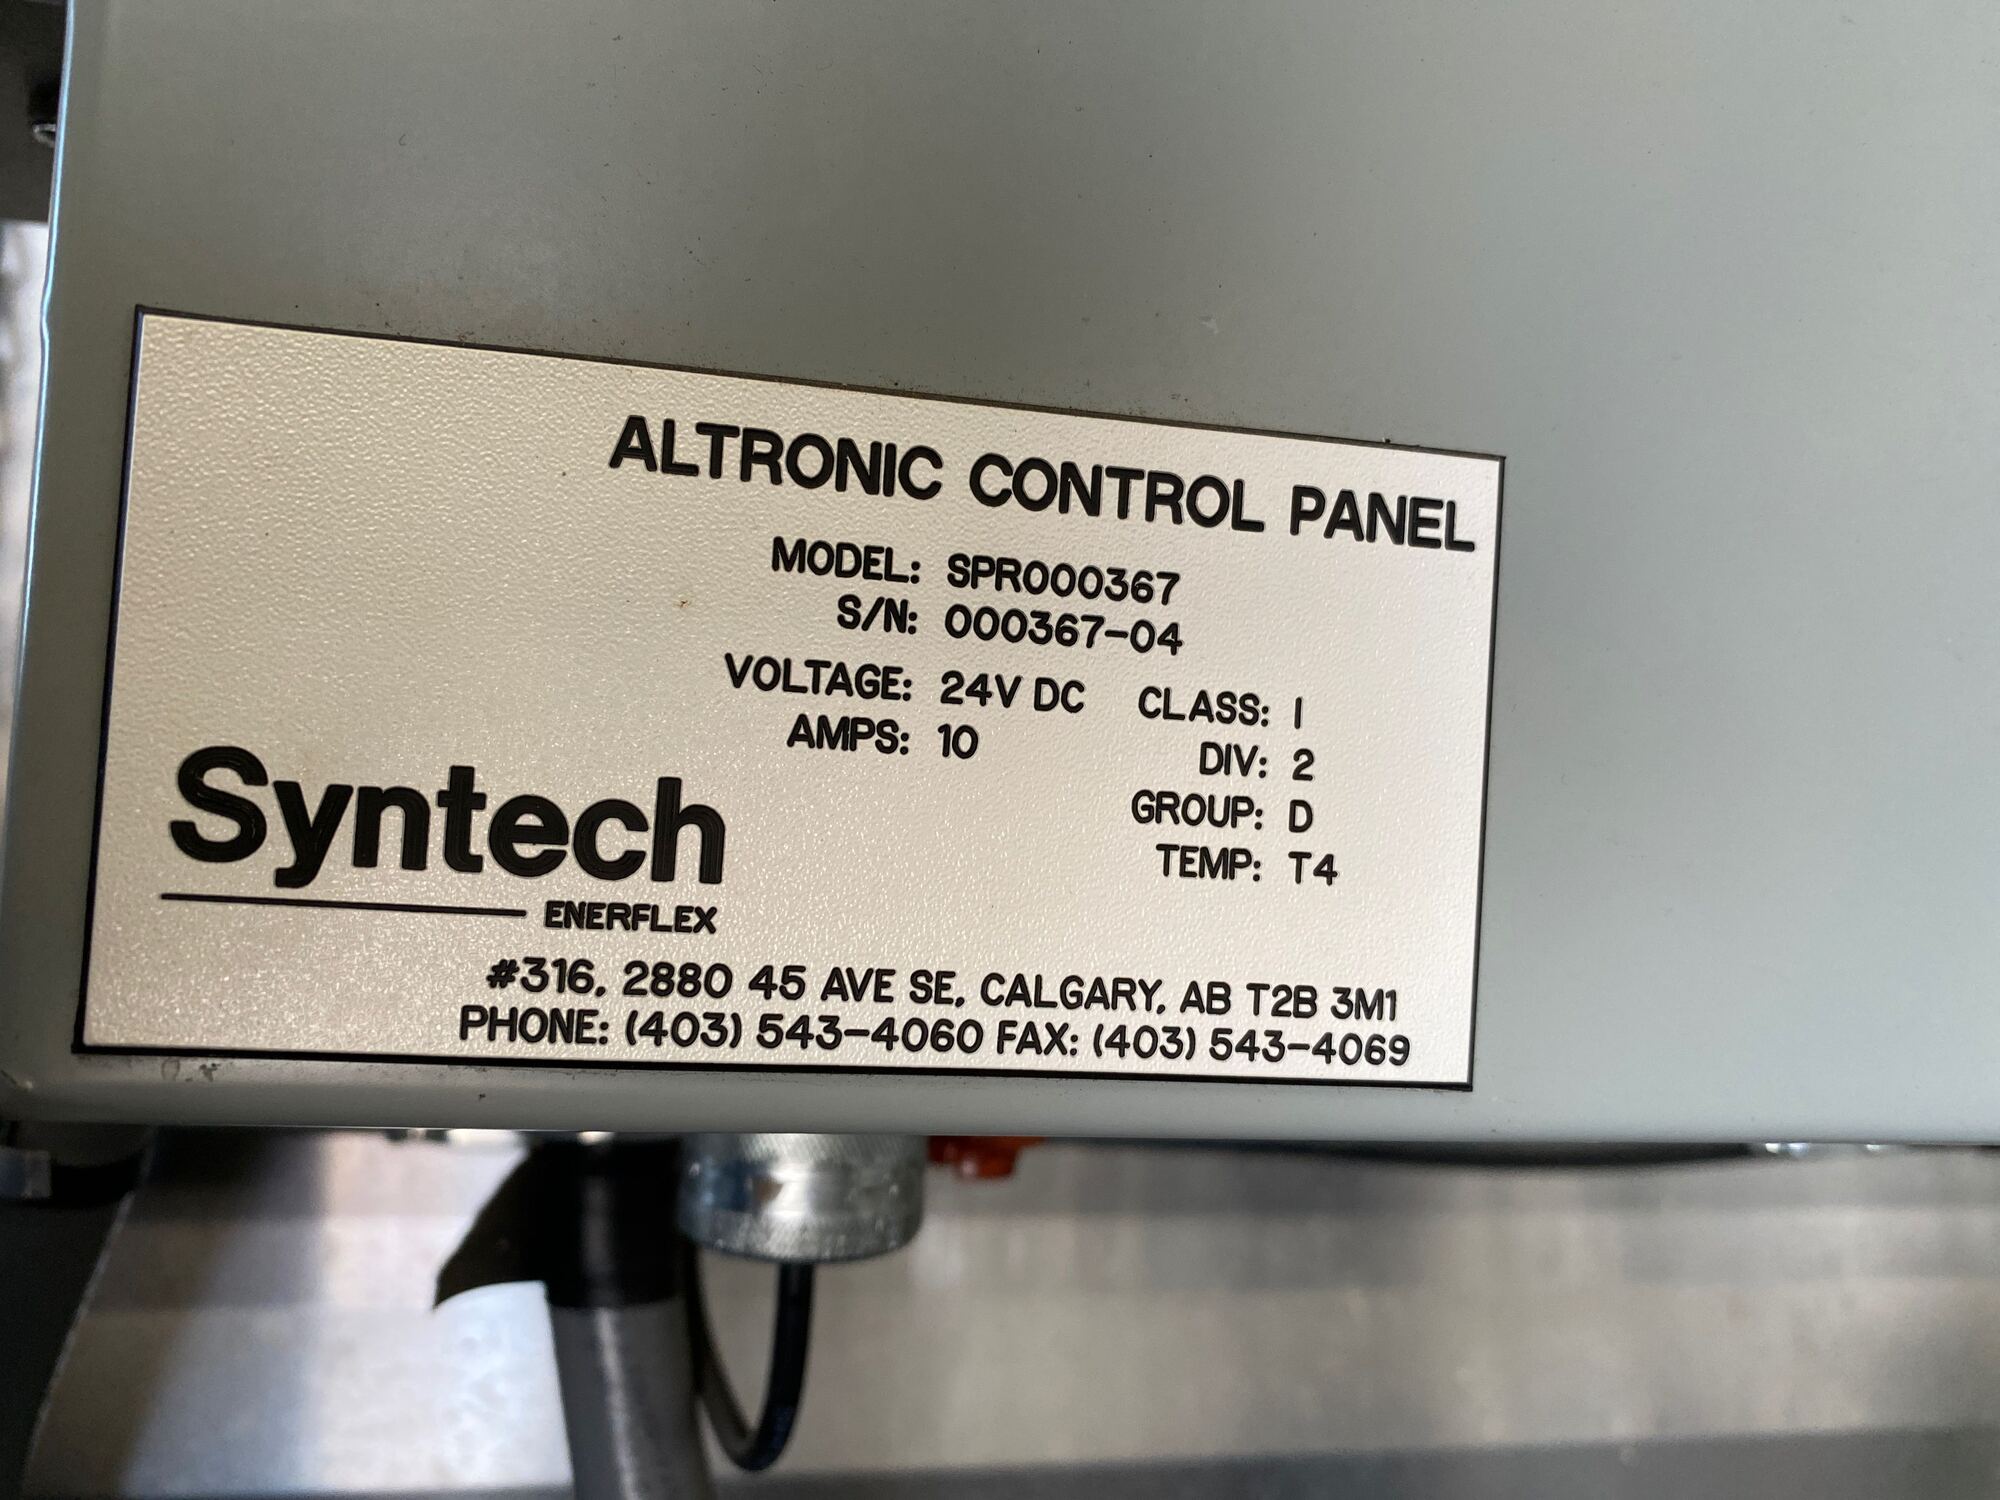 ALTRONIC CONTROL PANEL
MODEL: SPR000367
S/N: 000367-04
VOLTAGE: 24V DC CLASS: I
AMPS: 10 DIV: 2
GROUP: D
TEMP: T4
Syntech
ENERFLEX
#316, 2880 45 AVE SE, CALGARY, AB T2B 3M1
PHONE: (403) 543-4060 FAX: (403) 543-4069